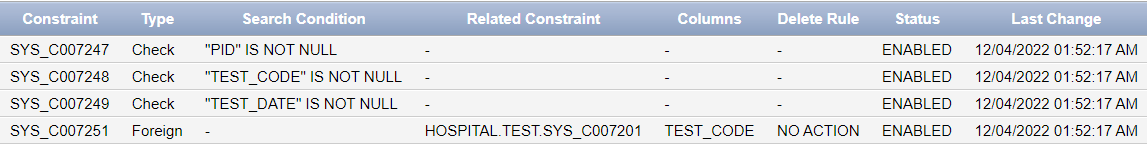 Constraint Type Search Condition Related Constraint Columns Delete Rule Status Last Change
SYS_C007247 Check "PID" IS NOT NULL - - - ENABLED 12/04/2022 01:52:17 AM
SYS_C007248 Check "TEST_CODE" IS NOT NULL - - - ENABLED 12/04/2022 01:52:17 AM
SYS_C007249 Check "TEST_DATE" IS NOT NULL - - - ENABLED 12/04/2022 01:52:17 AM
SYS_C007251 Foreign - HOSPITAL.TEST.SYS_C007201 TEST_CODE NO ACTION ENABLED 12/04/2022 01:52:17 AM